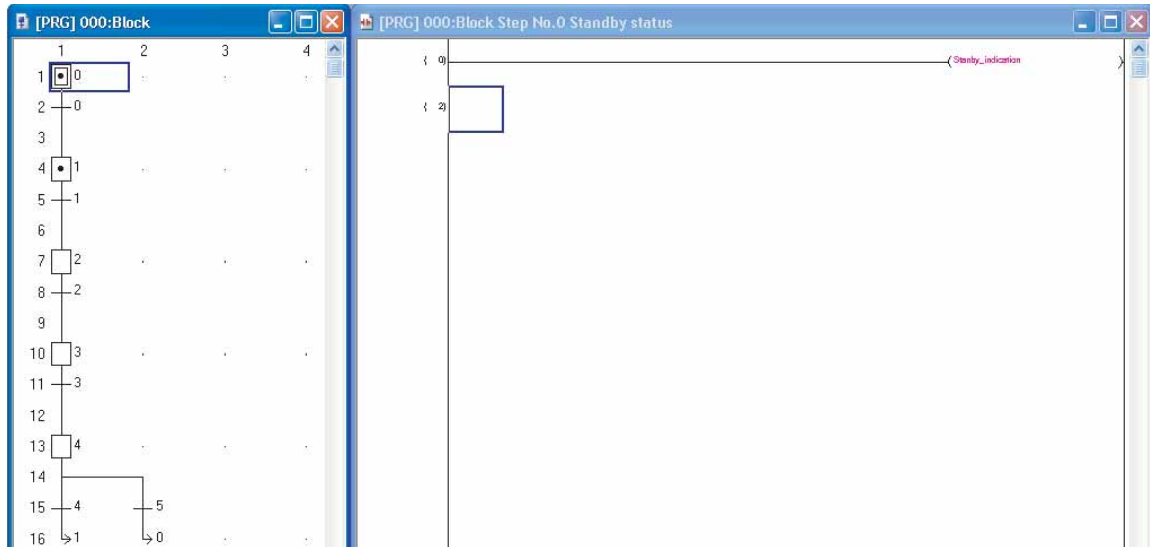 [PRG] 000:Block
1 2 3 4
1 0
2 0
3
4 1
5 1
6
7 2
8 2
9
10 3
11 3
12
13 4
14
15 4 5
16 1 0
[PRG] 000:Block Step No.0 Standby status
( 0) ( Stanby_indication )
( 2)